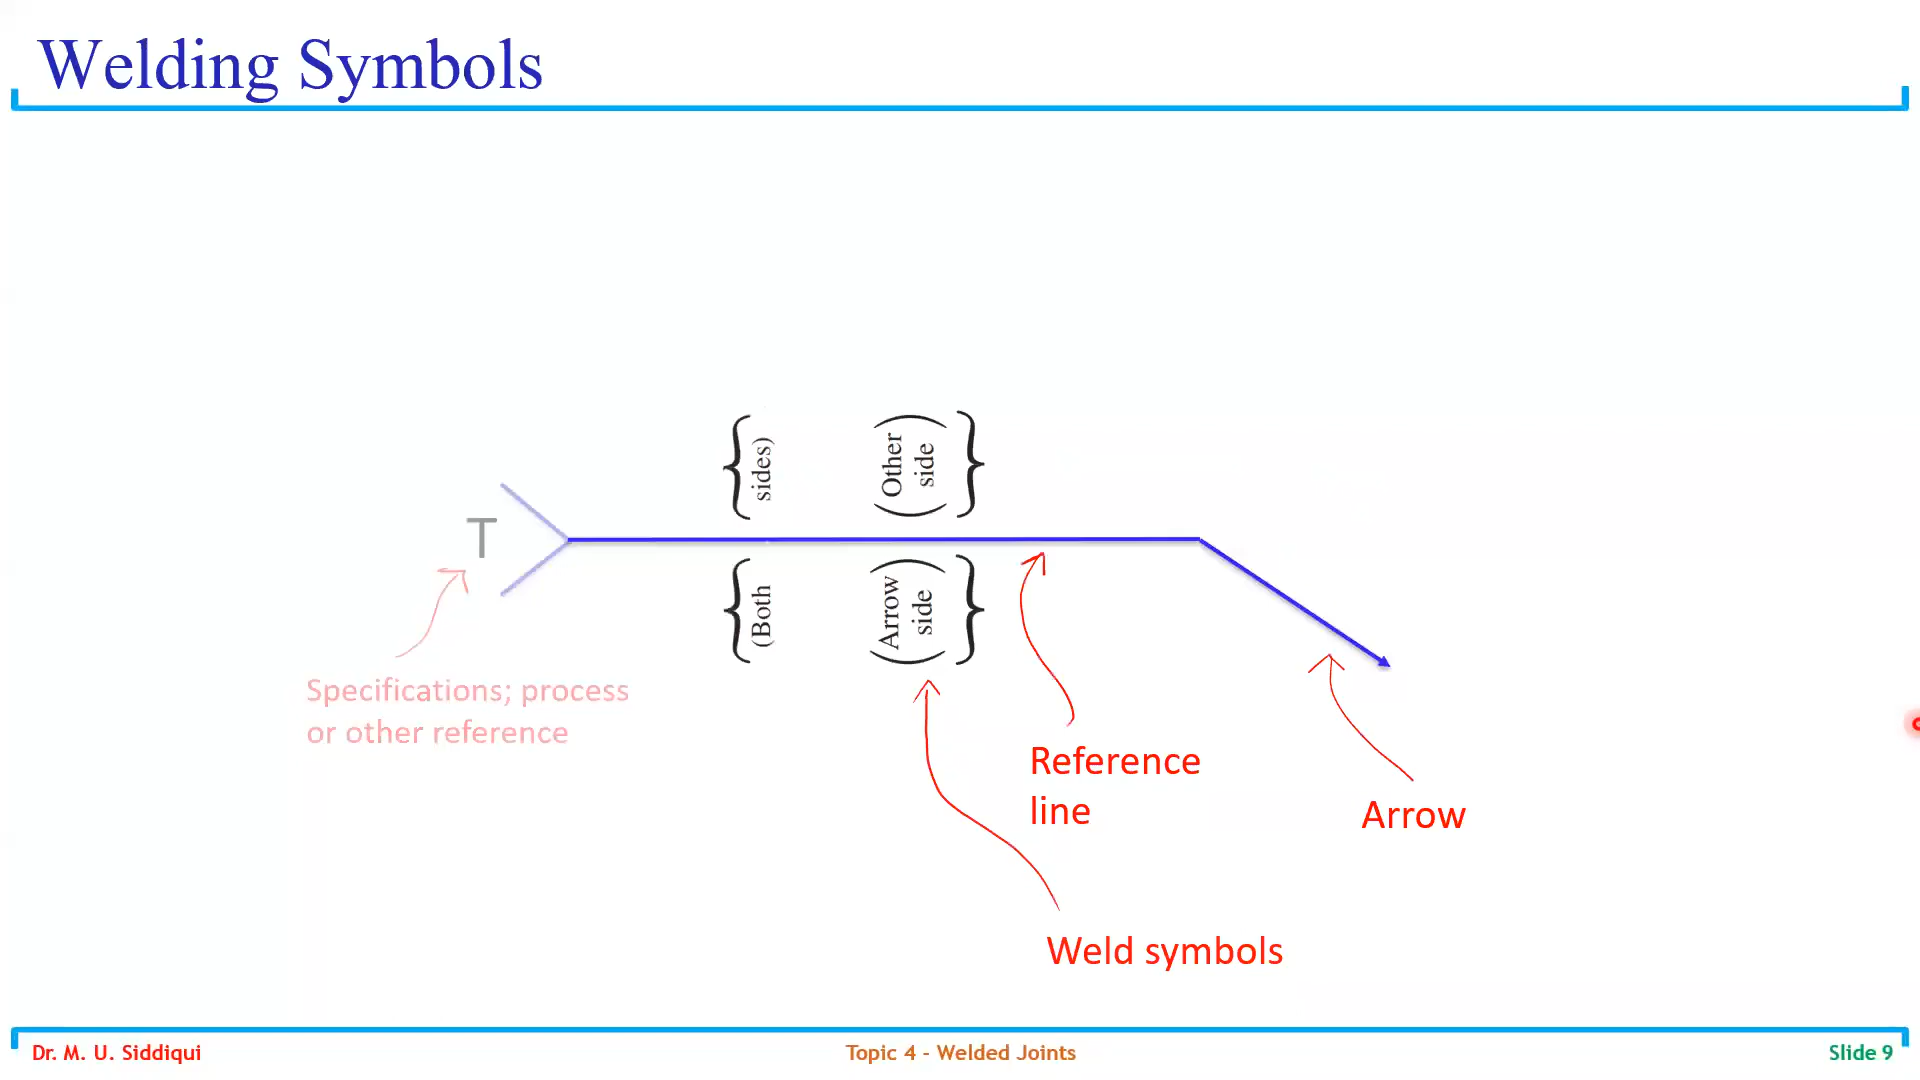 Welding Symbols
(Both sides)
(Other
side)
(Arrow
side)
T
Specifications; process
or other reference
Reference
line
Arrow
Weld symbols
Dr. M. U. Siddiqui
Topic 4 - Welded Joints
Slide 9